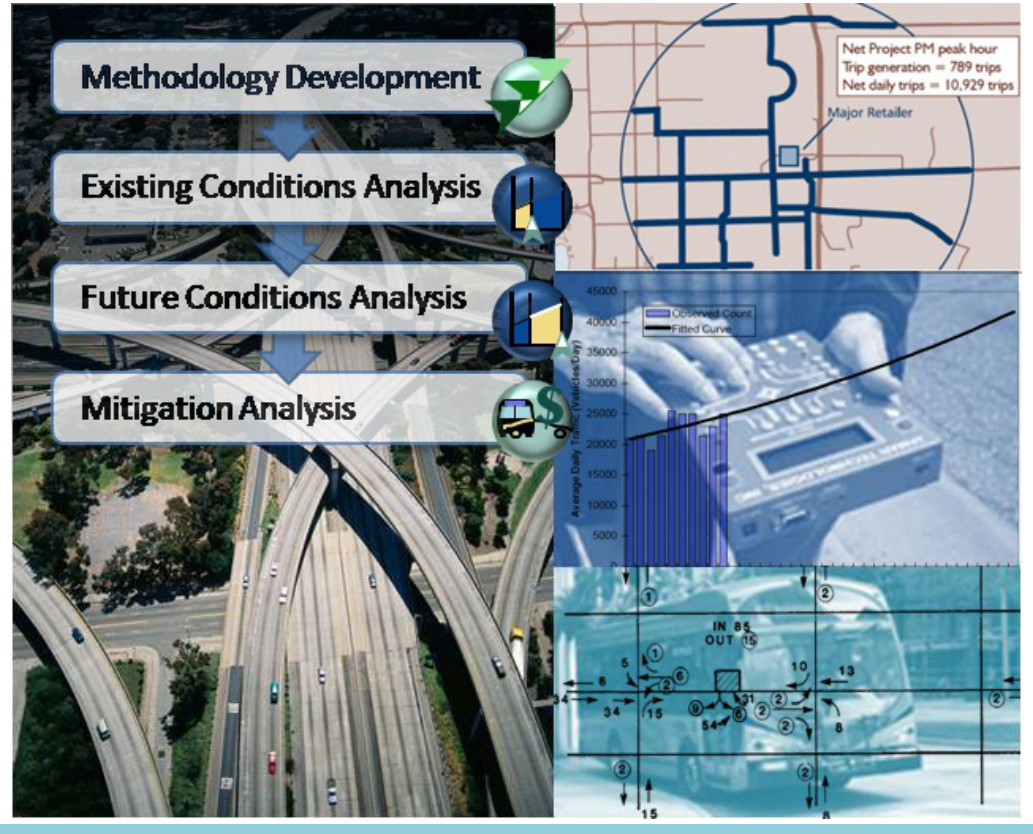 Methodology Development
Existing Conditions Analysis
Future Conditions Analysis
Mitigation Analysis
$
Net Project PM peak hour
Trip generation = 789 trips
Net daily trips = 10,929 trips
Major Retailer
45000
40000
35000
30000
25000
20000
15000
10000
5000
0
Average Daily Traffic (Vehicles/Day)
Observed Count
Fitted Curve
1
2
IN 85
OUT 15
5
1
6
6
2
10
13
2
2
34
34
15
9
31
6
54
2
2
8
2
2
15
8